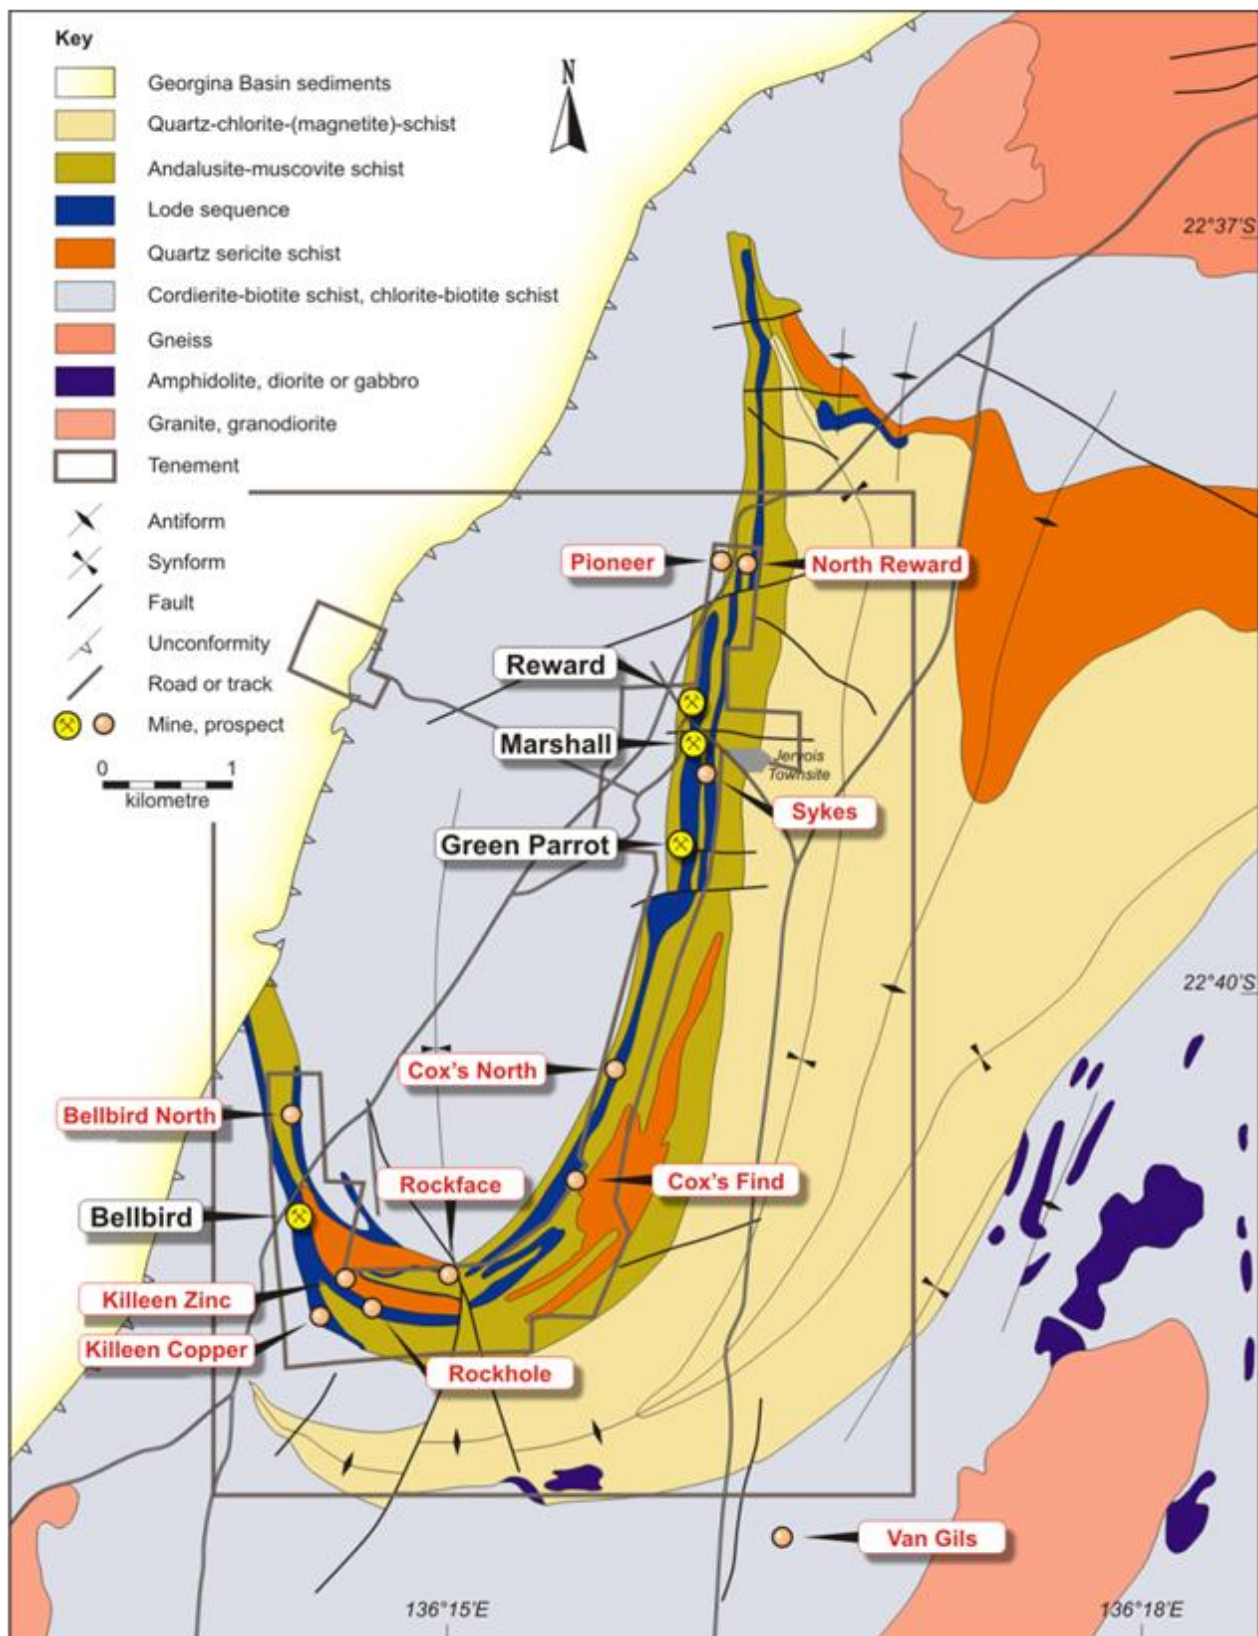 Key
Georgina Basin sediments
Quartz-chlorite-(magnetite)-schist
Andalusite-muscovite schist
Lode sequence
Quartz sericite schist
Cordierite-biotite schist, chlorite-biotite schist
Gneiss
Amphidolite, diorite or gabbro
Granite, granodiorite
Tenement
Antiform
Synform
Fault
Unconformity
Road or track
Mine, prospect
0 1
kilometre
N
22°37'S
Pioneer
North Reward
Reward
Marshall
Jervois
Townsite
Sykes
Green Parrot
22°40'S
Cox's North
Bellbird North
Rockface
Cox's Find
Bellbird
Killeen Zinc
Killeen Copper
Rockhole
Van Gils
136°15'E
136°18'E